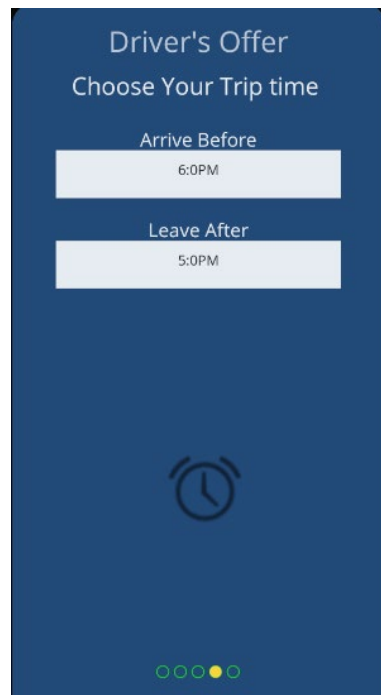 Driver's Offer
Choose Your Trip time
Arrive Before
6:0PM
Leave After
5:0PM